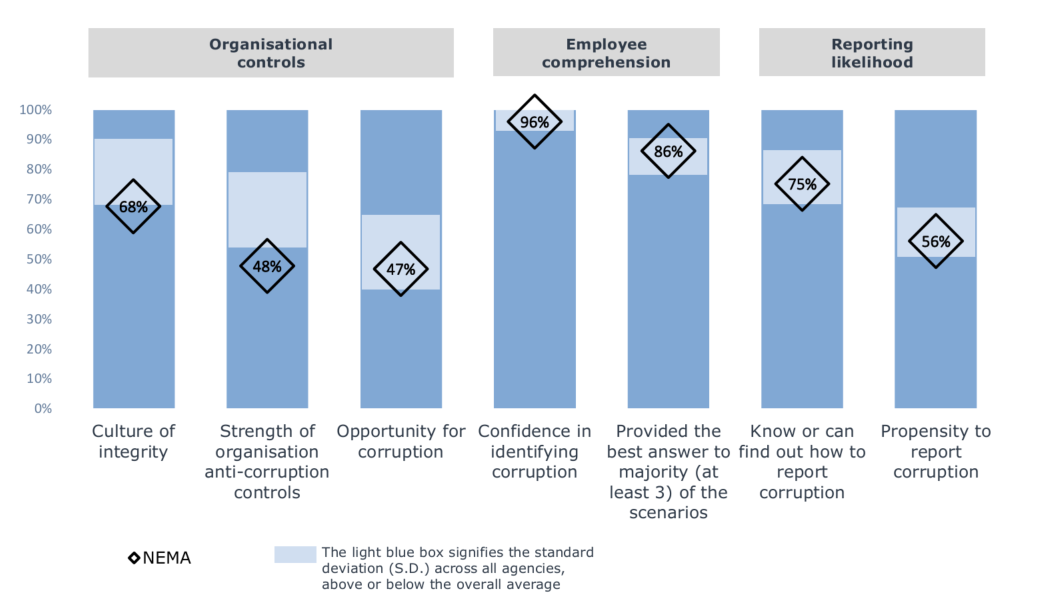 Organisational
controls
Employee
comprehension
Reporting
likelihood
100%
90%
80%
70%
60%
50%
40%
30%
20%
10%
0%
68%
48%
47%
96%
86%
75%
56%
Culture of
integrity
Strength of
organisation
anti-corruption
controls
Opportunity for
corruption
Confidence in
identifying
corruption
Provided the
best answer to
majority (at
least 3) of the
scenarios
Know or can
find out how to
report
corruption
Propensity to
report
corruption
NEMA
The light blue box signifies the standard
deviation (S.D.) across all agencies,
above or below the overall average